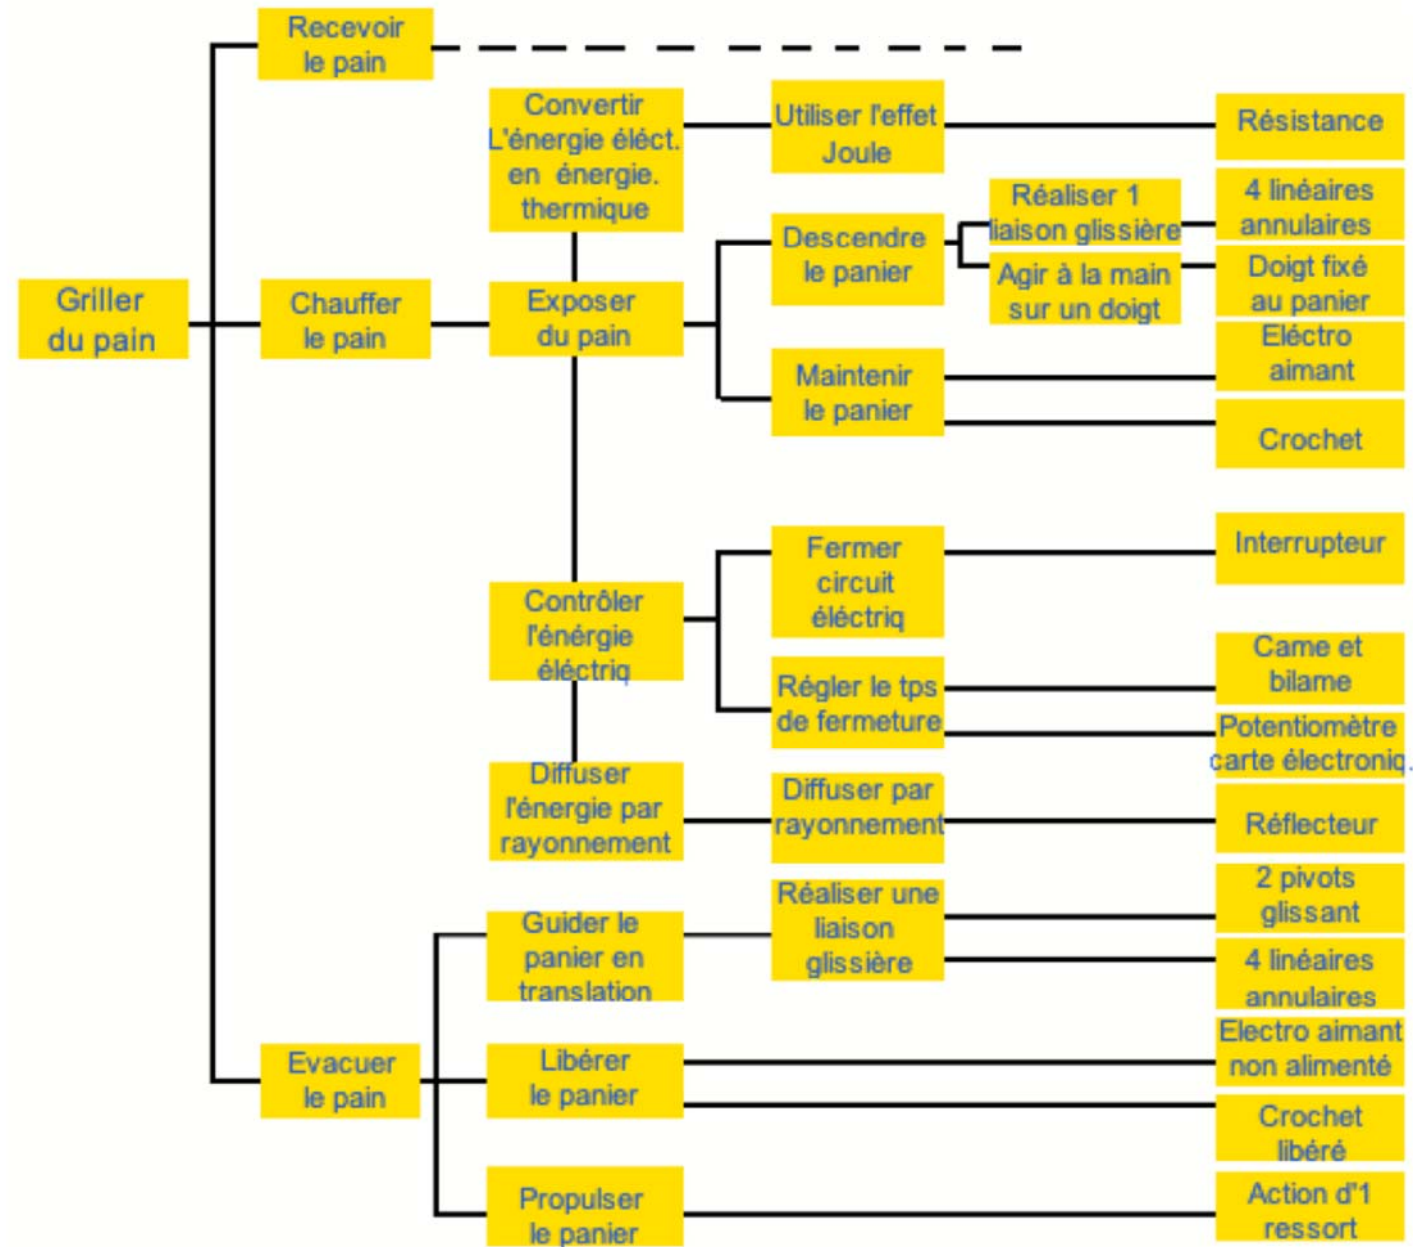 Recevoir
le pain
Convertir
L'énergie éléct.
en énergie.
thermique
Utiliser l'effet
Joule
Résistance
Réaliser 1
liaison glissière
4 linéaires
annulaires
Descendre
le panier
Agir à la main
sur un doigt
Doigt fixé
au panier
Griller
du pain
Chauffer
le pain
Exposer
du pain
Maintenir
le panier
Eléctro
aimant
Crochet
Fermer
circuit
éléctriq
Interrupteur
Contrôler
l'énérgie
éléctriq
Régler le tps
de fermeture
Came et
bilame
Potentiomètre
carte électroniq.
Diffuser
l'énergie par
rayonnement
Diffuser par
rayonnement
Réflecteur
Guider le
panier en
translation
Réaliser une
liaison
glissière
2 pivots
glissant
4 linéaires
annulaires
Evacuer
le pain
Libérer
le panier
Electro aimant
non alimenté
Crochet
libéré
Propulser
le panier
Action d'1
ressort